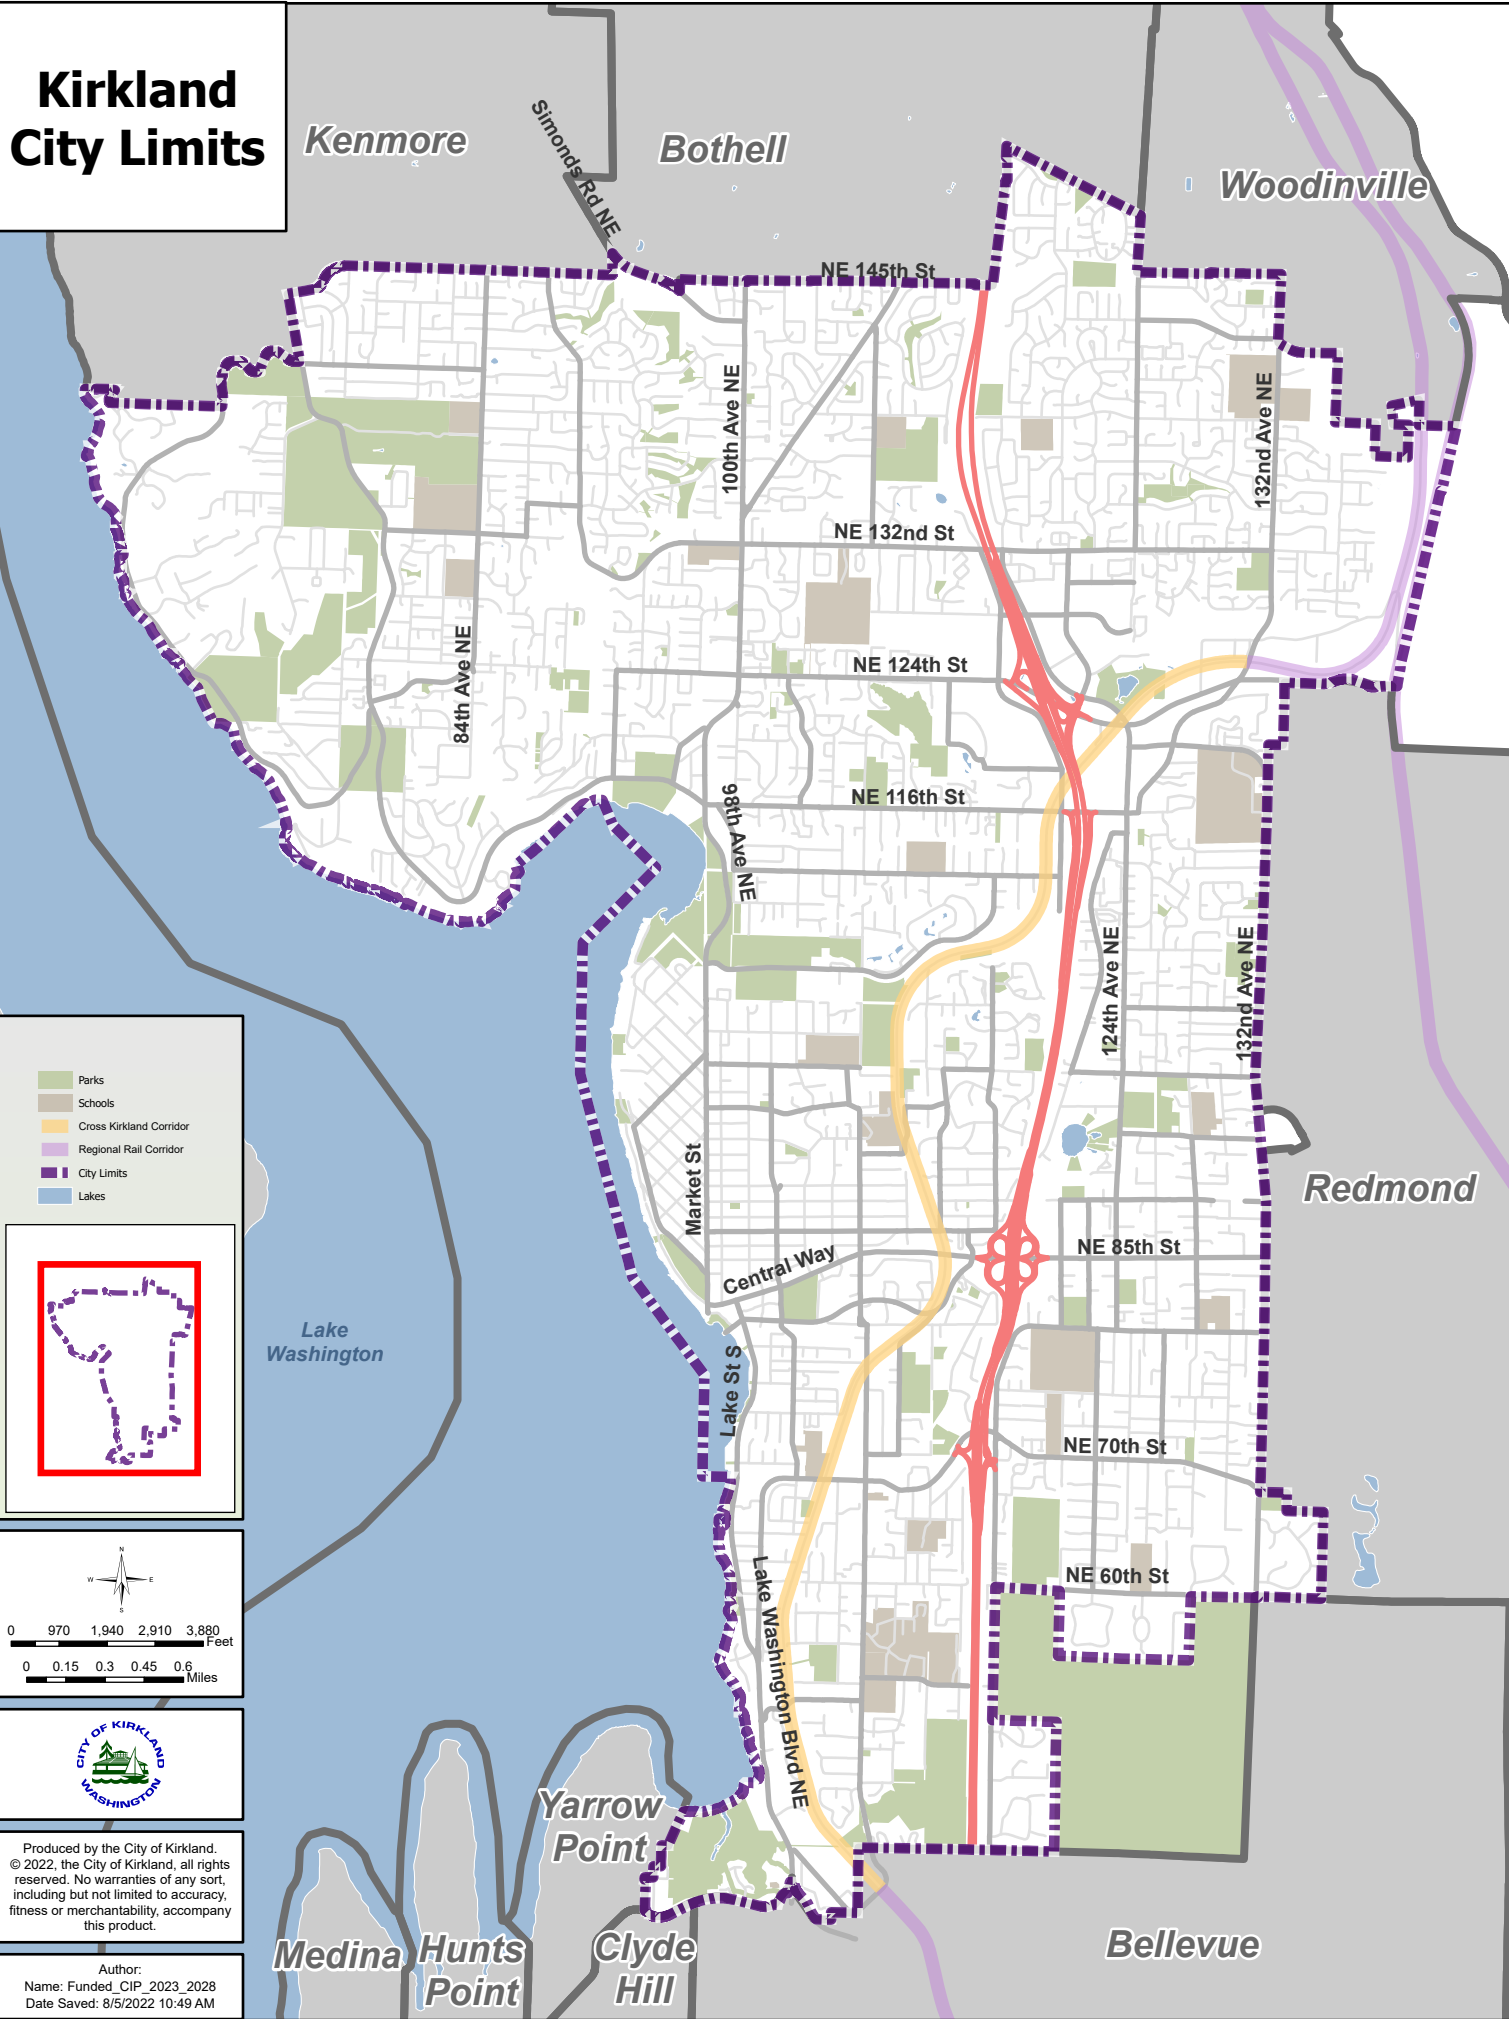 Kirkland
City Limits
Kenmore
Simonds Rd NE
Bothell
Woodinville
NE 145th St
100th Ave NE
132nd Ave NE
NE 132nd St
84th Ave NE
NE 124th St
98th Ave NE
NE 116th St
124th Ave NE
132nd Ave NE
Parks
Schools
Cross Kirkland Corridor
Regional Rail Corridor
City Limits
Lakes
Market St
Redmond
Central Way
NE 85th St
Lake
Washington
Lake St S
NE 70th St
NE 60th St
Lake Washington Blvd NE
N
W E
S
0 970 1,940 2,910 3,880
Feet
0 0.15 0.3 0.45 0.6
Miles
CITY OF KIRKLAND
WASHINGTON
Yarrow
Point
Produced by the City of Kirkland.
© 2022, the City of Kirkland, all rights
reserved. No warranties of any sort,
including but not limited to accuracy,
fitness or merchantability, accompany
this product.
Medina
Hunts
Point
Clyde
Hill
Bellevue
Author:
Name: Funded_CIP_2023_2028
Date Saved: 8/5/2022 10:49 AM